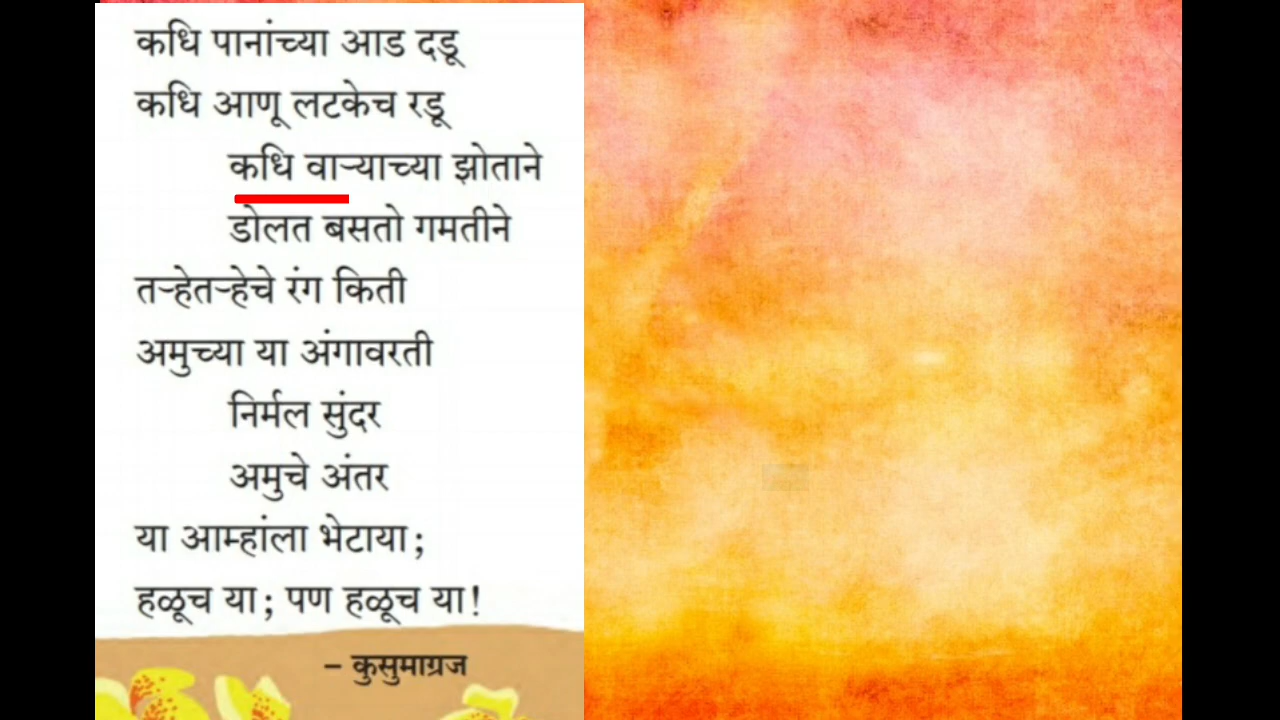 कधि पानांच्या आड दडू
कधि आणू लटकेच रडू
कधि वाऱ्याच्या झोताने
डोलत बसतो गमतीने
तऱ्हेतऱ्हेचे रंग किती
अमुच्या या अंगावरती
निर्मल सुंदर
अमुचे अंतर
या आम्हांला भेटाया;
हळूच या; पण हळूच या!
– कुसुमाग्रज